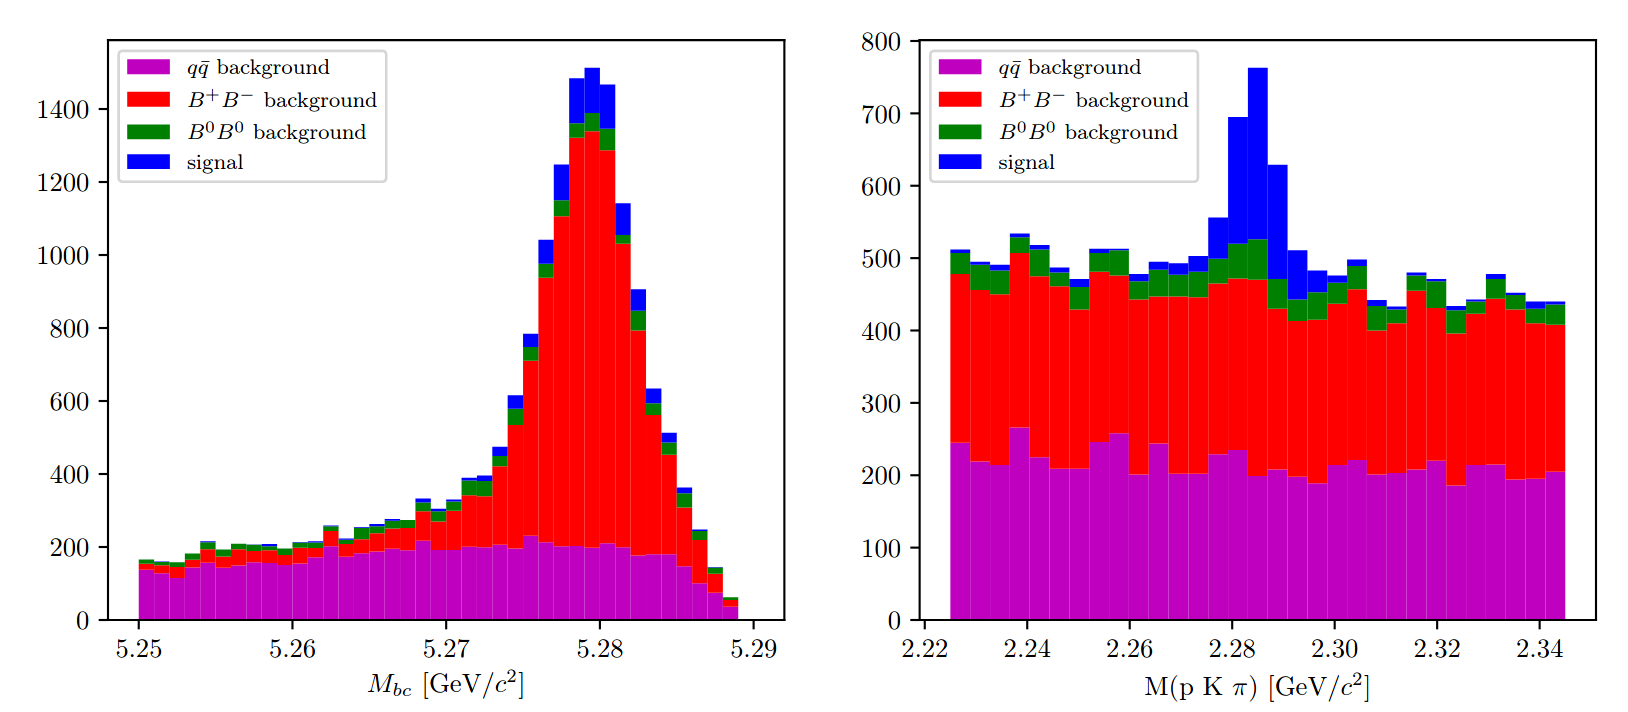 qq̄ background
B⁺B⁻ background
B⁰B⁰ background
signal
1400
1200
1000
800
600
400
200
0
5.25 5.26 5.27 5.28 5.29
M_bc [GeV/c²]
800
qq̄ background
B⁺B⁻ background
B⁰B⁰ background
signal
700
600
500
400
300
200
100
0
2.22 2.24 2.26 2.28 2.30 2.32 2.34
M(p K π) [GeV/c²]